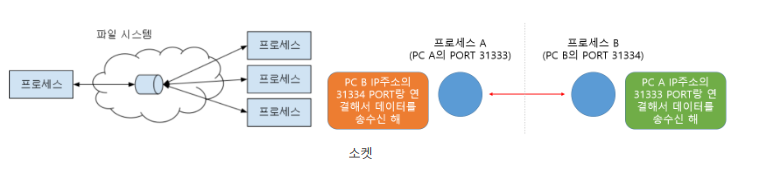 파일 시스템
프로세스
프로세스
프로세스
프로세스
프로세스 A
(PC A의 PORT 31333)
프로세스 B
(PC B의 PORT 31334)
PC B IP주소의
31334 PORT랑 연
결해서 데이터를
송수신 해
PC A IP주소의
31333 PORT랑 연
결해서 데이터를
송수신 해
소켓